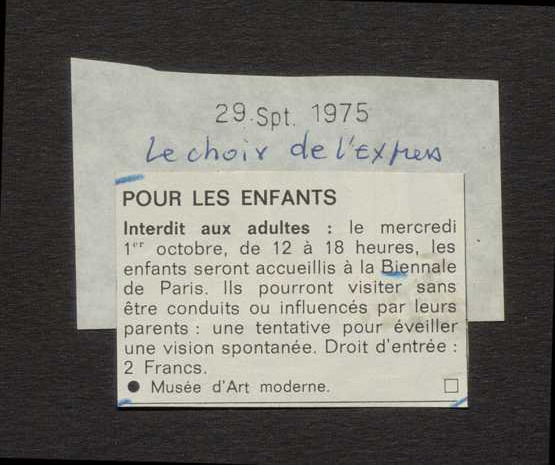 29.Spt. 1975
Le choix de l'Express
POUR LES ENFANTS
Interdit aux adultes : le mercredi
1er octobre, de 12 à 18 heures, les
enfants seront accueillis à la Biennale
de Paris. Ils pourront visiter sans
être conduits ou influencés par leurs
parents : une tentative pour éveiller
une vision spontanée. Droit d'entrée :
2 Francs.
● Musée d'Art moderne. □